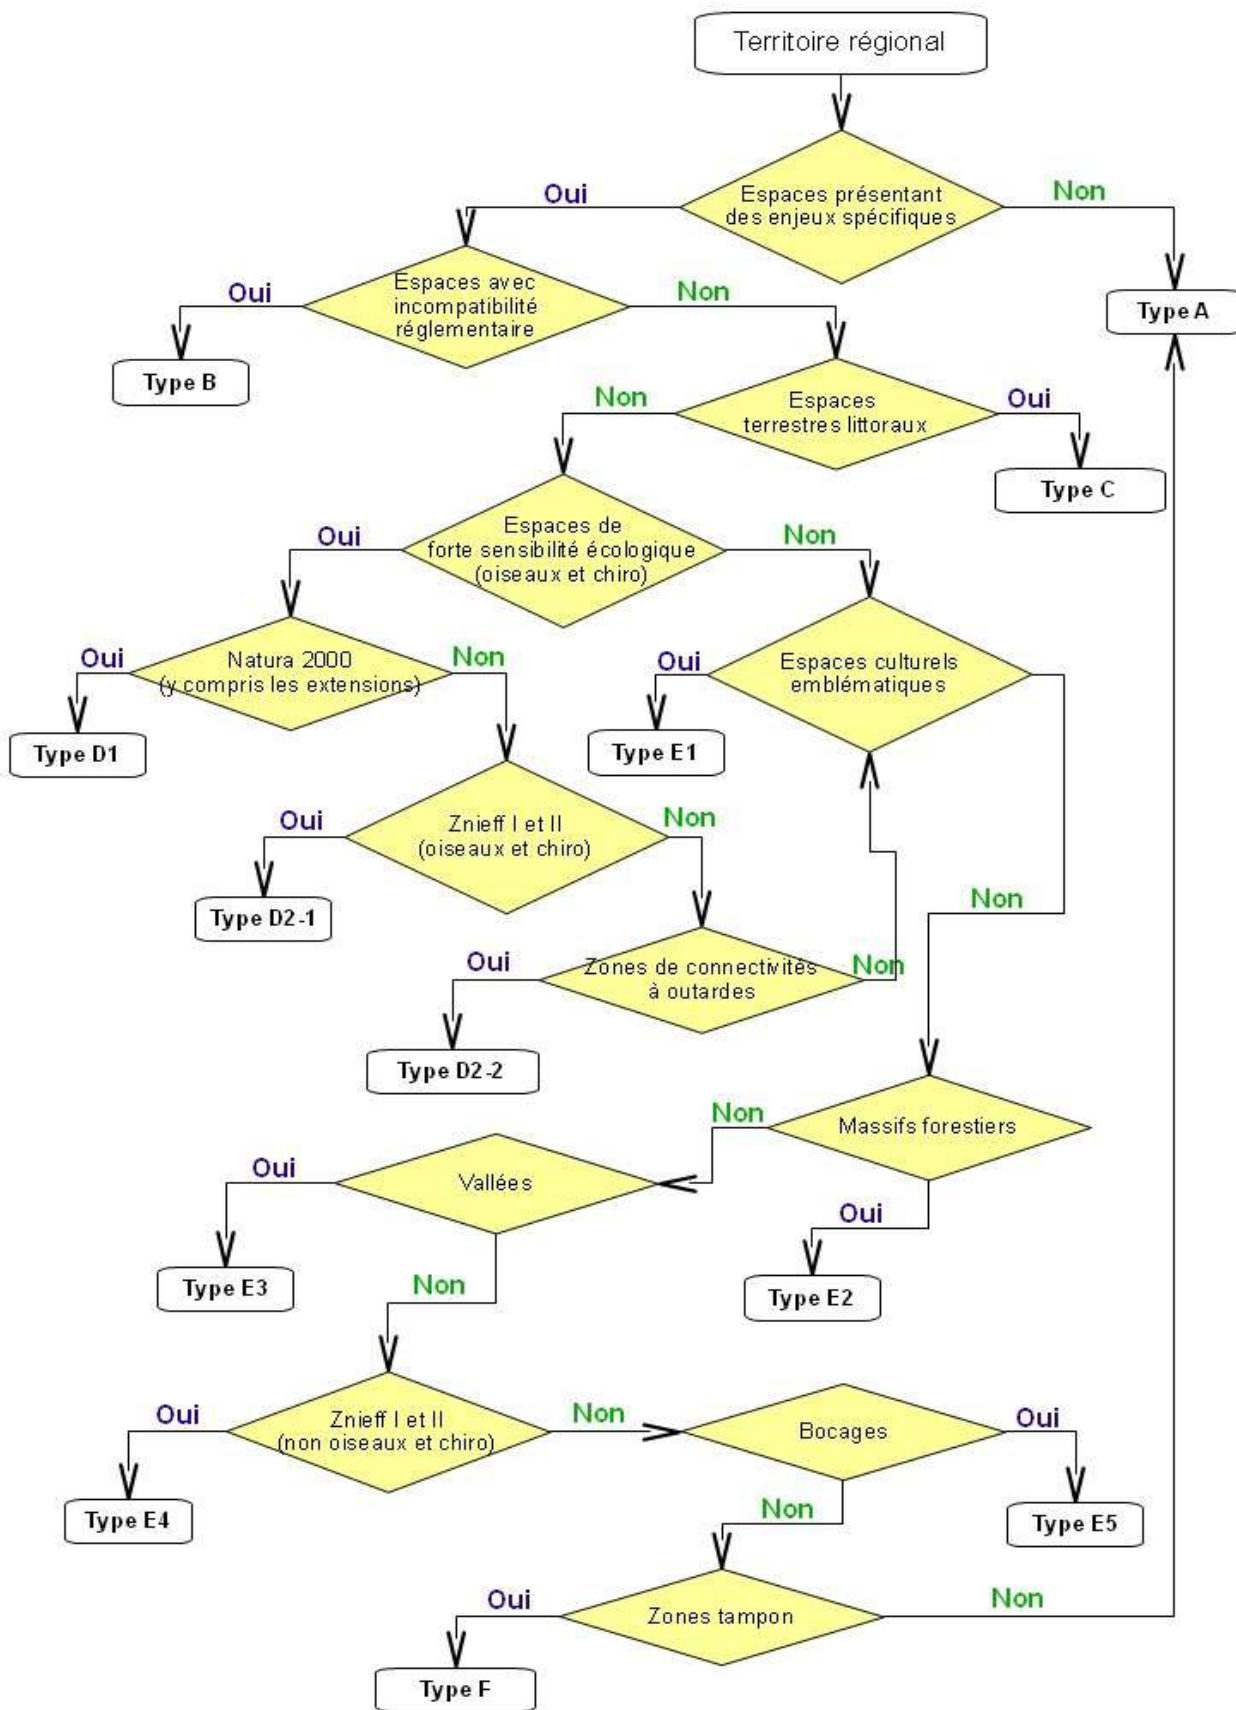 Territoire régional
Oui
Espaces présentant
des enjeux spécifiques
Non
Oui
Espaces avec
incompatibilité
réglementaire
Non
Type A
Type B
Non
Espaces
terrestres littoraux
Oui
Type C
Oui
Espaces de
forte sensibilité écologique
(oiseaux et chiro)
Non
Oui
Natura 2000
(y compris les extensions)
Non
Oui
Espaces culturels
emblématiques
Type D1
Type E1
Oui
Znieff I et II
(oiseaux et chiro)
Non
Type D2-1
Non
Oui
Zones de connectivités
à outardes
Non
Type D2-2
Non
Massifs forestiers
Oui
Vallées
Oui
Type E3
Non
Type E2
Oui
Znieff I et II
(non oiseaux et chiro)
Non
Bocages
Oui
Type E4
Non
Type E5
Oui
Zones tampon
Non
Type F